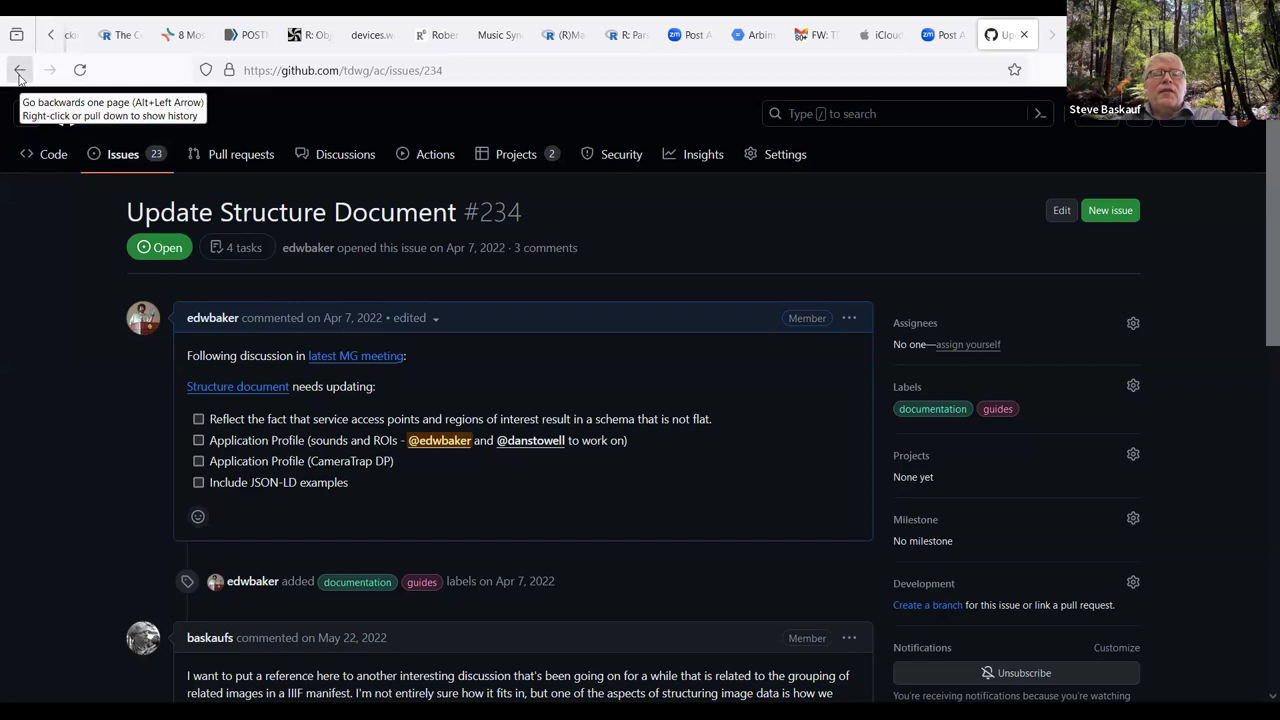 The C
8 Mos
POSTM
R: Obj
devices.w
Rober
Music Syn
(R)Ma
R: Pars
Post A
Arbim
FW: T
iCloud
Post A
Upd
https://github.com/tdwg/ac/issues/234
Steve Baskauf
Go backwards one page (Alt+Left Arrow)
Right-click or pull down to show history
Type / to search
Code
Issues 23
Pull requests
Discussions
Actions
Projects 2
Security
Insights
Settings
Update Structure Document #234
Edit
New issue
Open
4 tasks
edwbaker opened this issue on Apr 7, 2022 · 3 comments
edwbaker commented on Apr 7, 2022 • edited
Member
Following discussion in latest MG meeting:
Structure document needs updating:
Reflect the fact that service access points and regions of interest result in a schema that is not flat.
Application Profile (sounds and ROIs - @edwbaker and @danstowell to work on)
Application Profile (CameraTrap DP)
Include JSON-LD examples
edwbaker added documentation guides labels on Apr 7, 2022
baskaufs commented on May 22, 2022
Member
I want to put a reference here to another interesting discussion that's been going on for a while that is related to the grouping of
related images in a IIIF manifest. I'm not entirely sure how it fits in, but one of the aspects of structuring image data is how we
Assignees
No one—assign yourself
Labels
documentation guides
Projects
None yet
Milestone
No milestone
Development
Create a branch for this issue or link a pull request.
Notifications
Customize
Unsubscribe
You're receiving notifications because you're watching